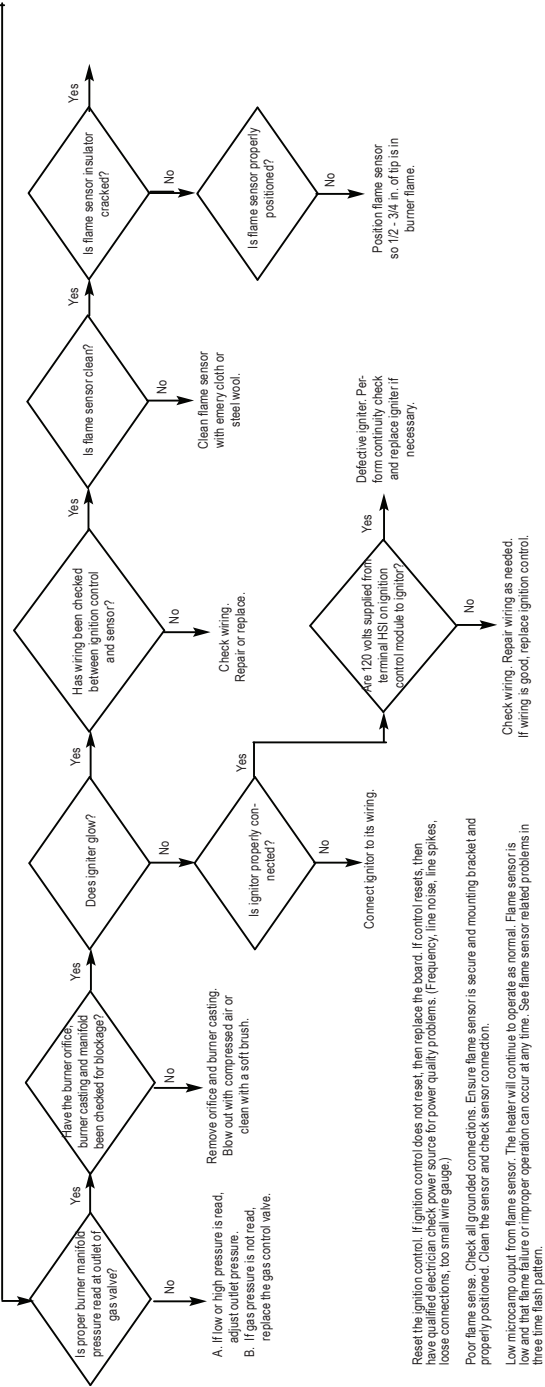 Is proper burner manifold
pressure read at outlet of
gas valve?
Yes
No
A. If low or high pressure is read,
adjust outlet pressure.
B. If gas pressure is not read,
replace the gas control valve.
Have the burner orifice,
burner casting and manifold
been checked for blockage?
Yes
No
Remove orifice and burner casting.
Blow out with compressed air or
clean with a soft brush.
Does igniter glow?
Yes
No
Is ignitor properly con-
nected?
Yes
No
Connect ignitor to its wiring.
Has wiring been checked
between ignition control
and sensor?
Yes
No
Check wiring.
Repair or replace.
Are 120 volts supplied from
terminal HSI on ignition
control module to ignitor?
Yes
Defective igniter. Per-
form continuity check
and replace igniter if
necessary.
No
Check wiring. Repair wiring as needed.
If wiring is good, replace ignition control.
Is flame sensor clean?
Yes
No
Clean flame sensor
with emery cloth or
steel wool.
Is flame sensor insulator
cracked?
Yes
No
Is flame sensor properly
positioned?
No
Position flame sensor
so 1/2 - 3/4 in. of tip is in
burner flame.
Reset the ignition control. If ignition control does not reset, then replace the board. If control resets, then
have qualified electrician check power source for power quality problems. (Frequency, line noise, line spikes,
loose connections, too small wire gauge.)
Poor flame sense. Check all grounded connections. Ensure flame sensor is secure and mounting bracket and
properly positioned. Clean the sensor and check sensor connection.
Low microcamp ouput from flame sensor. The heater will continue to operate as normal. Flame sensor is
low and that flame failure or improper operation can occur at any time. See flame sensor related problems in
three time flash pattern.